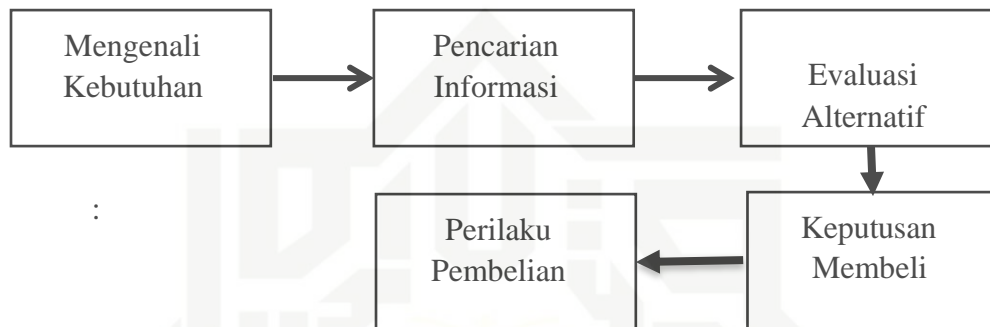 Mengenali
Kebutuhan
Pencarian
Informasi
Evaluasi
Alternatif
:
Keputusan
Membeli
Perilaku
Pembelian